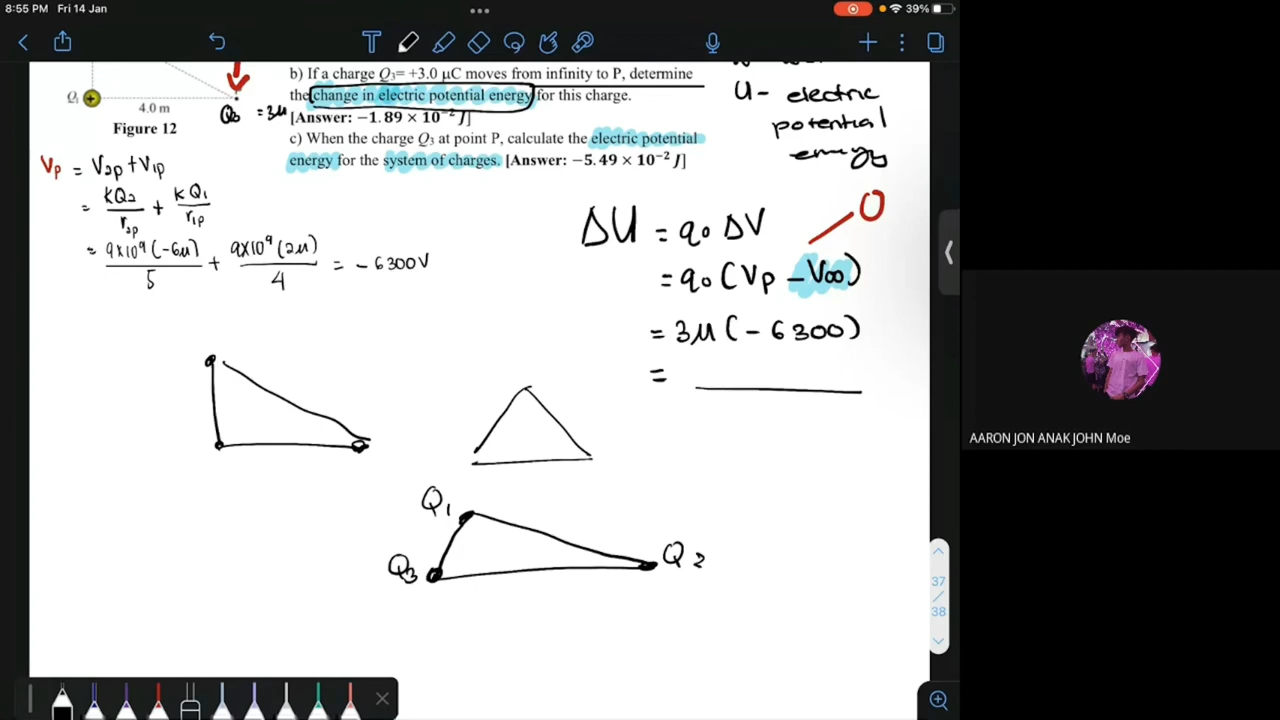 8:55 PM Fri 14 Jan
39%
b) If a charge Q3= +3.0 μC moves from infinity to P, determine
the change in electric potential energy for this charge.
[Answer: −1.89 × 10−2 J]
c) When the charge Q3 at point P, calculate the electric potential
energy for the system of charges. [Answer: −5.49 × 10−2 J]
Q1
+
4.0 m
Q3 = 3μ
Figure 12
U - electric
potential
energy
Vp = V2p + V1p
= kQ2/r2p + kQ1/r1p
= 9x10^9 (-6μ)/5 + 9x10^9 (2μ)/4 = - 6300V
ΔU = q0 ΔV
0
= q0 (Vp - V∞)
= 3μ (- 6300)
=
Q1
Q3
Q2
37
/
38
AARON JON ANAK JOHN Moe